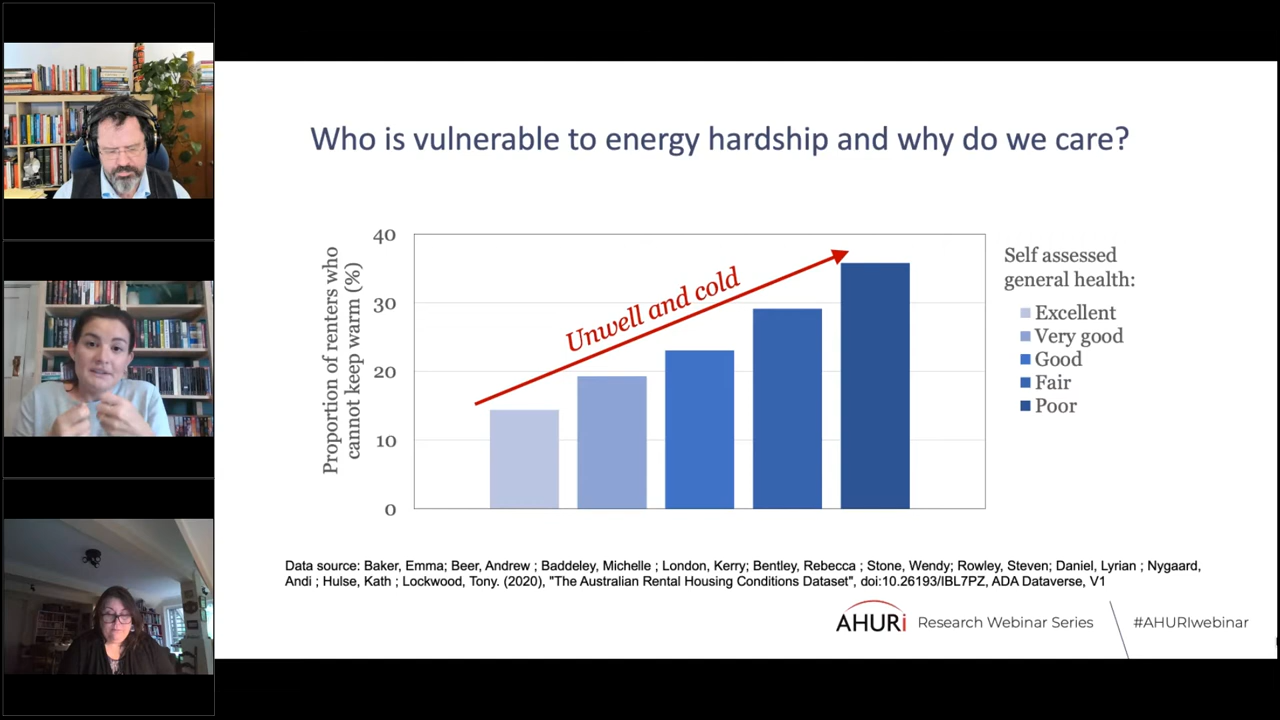 Who is vulnerable to energy hardship and why do we care?
Proportion of renters who
cannot keep warm (%)
40
30
20
10
0
Unwell and cold
Self assessed
general health:
Excellent
Very good
Good
Fair
Poor
Data source: Baker, Emma; Beer, Andrew ; Baddeley, Michelle ; London, Kerry; Bentley, Rebecca ; Stone, Wendy; Rowley, Steven; Daniel, Lyrian ; Nygaard,
Andi ; Hulse, Kath ; Lockwood, Tony. (2020), "The Australian Rental Housing Conditions Dataset", doi:10.26193/IBL7PZ, ADA Dataverse, V1
AHURi Research Webinar Series #AHURIwebinar